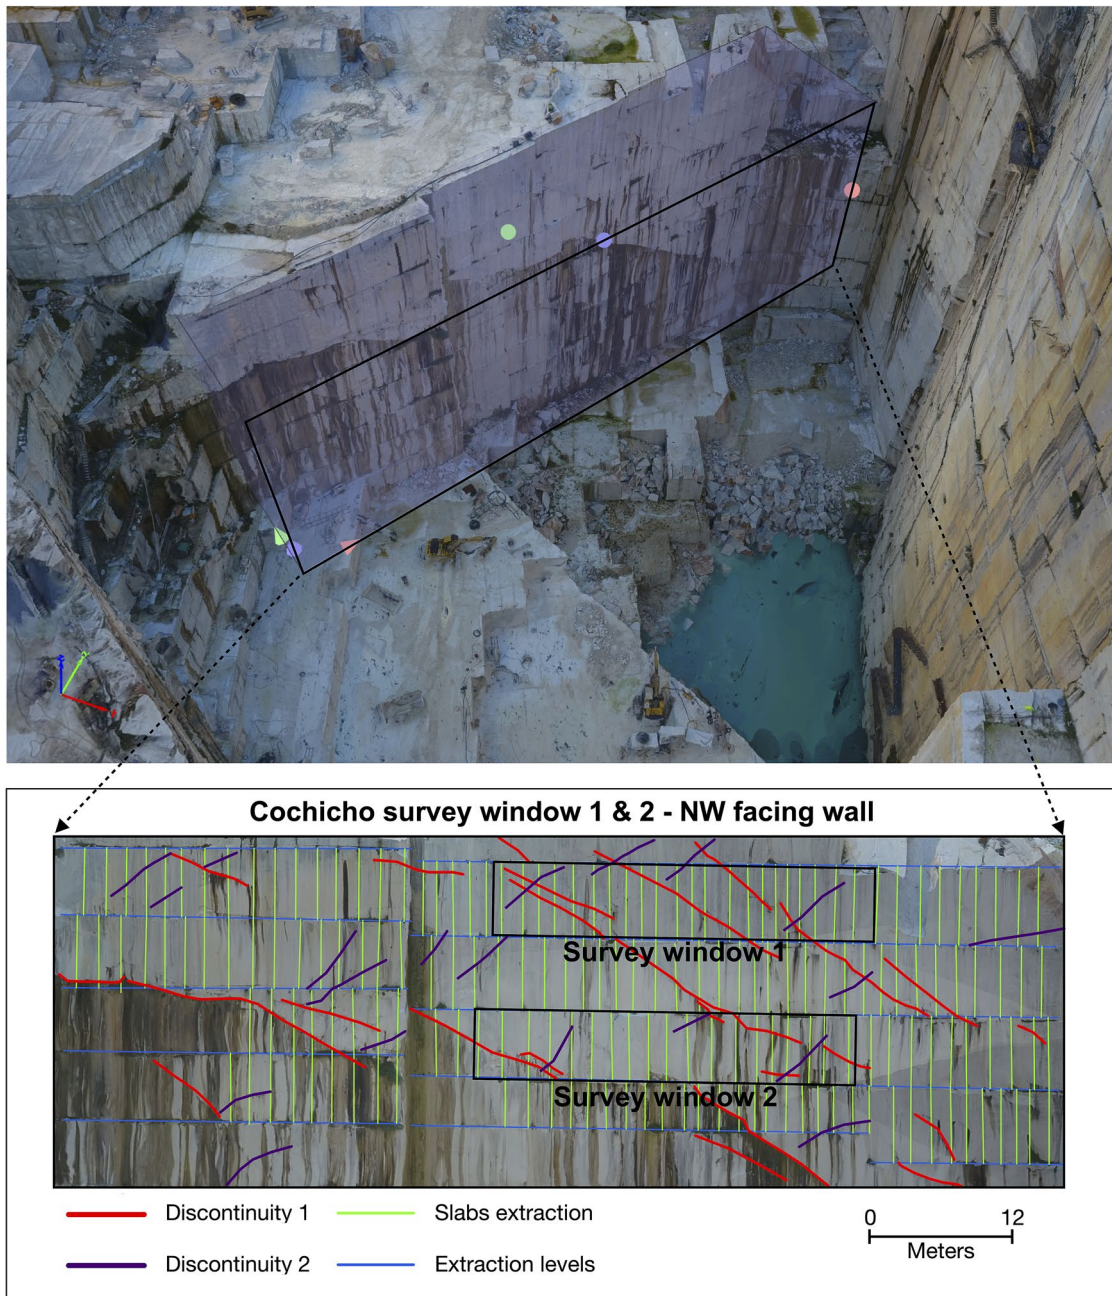 Cochicho survey window 1 & 2 - NW facing wall
Survey window 1
Survey window 2
Discontinuity 1
Slabs extraction
0 12
Discontinuity 2
Extraction levels
Meters